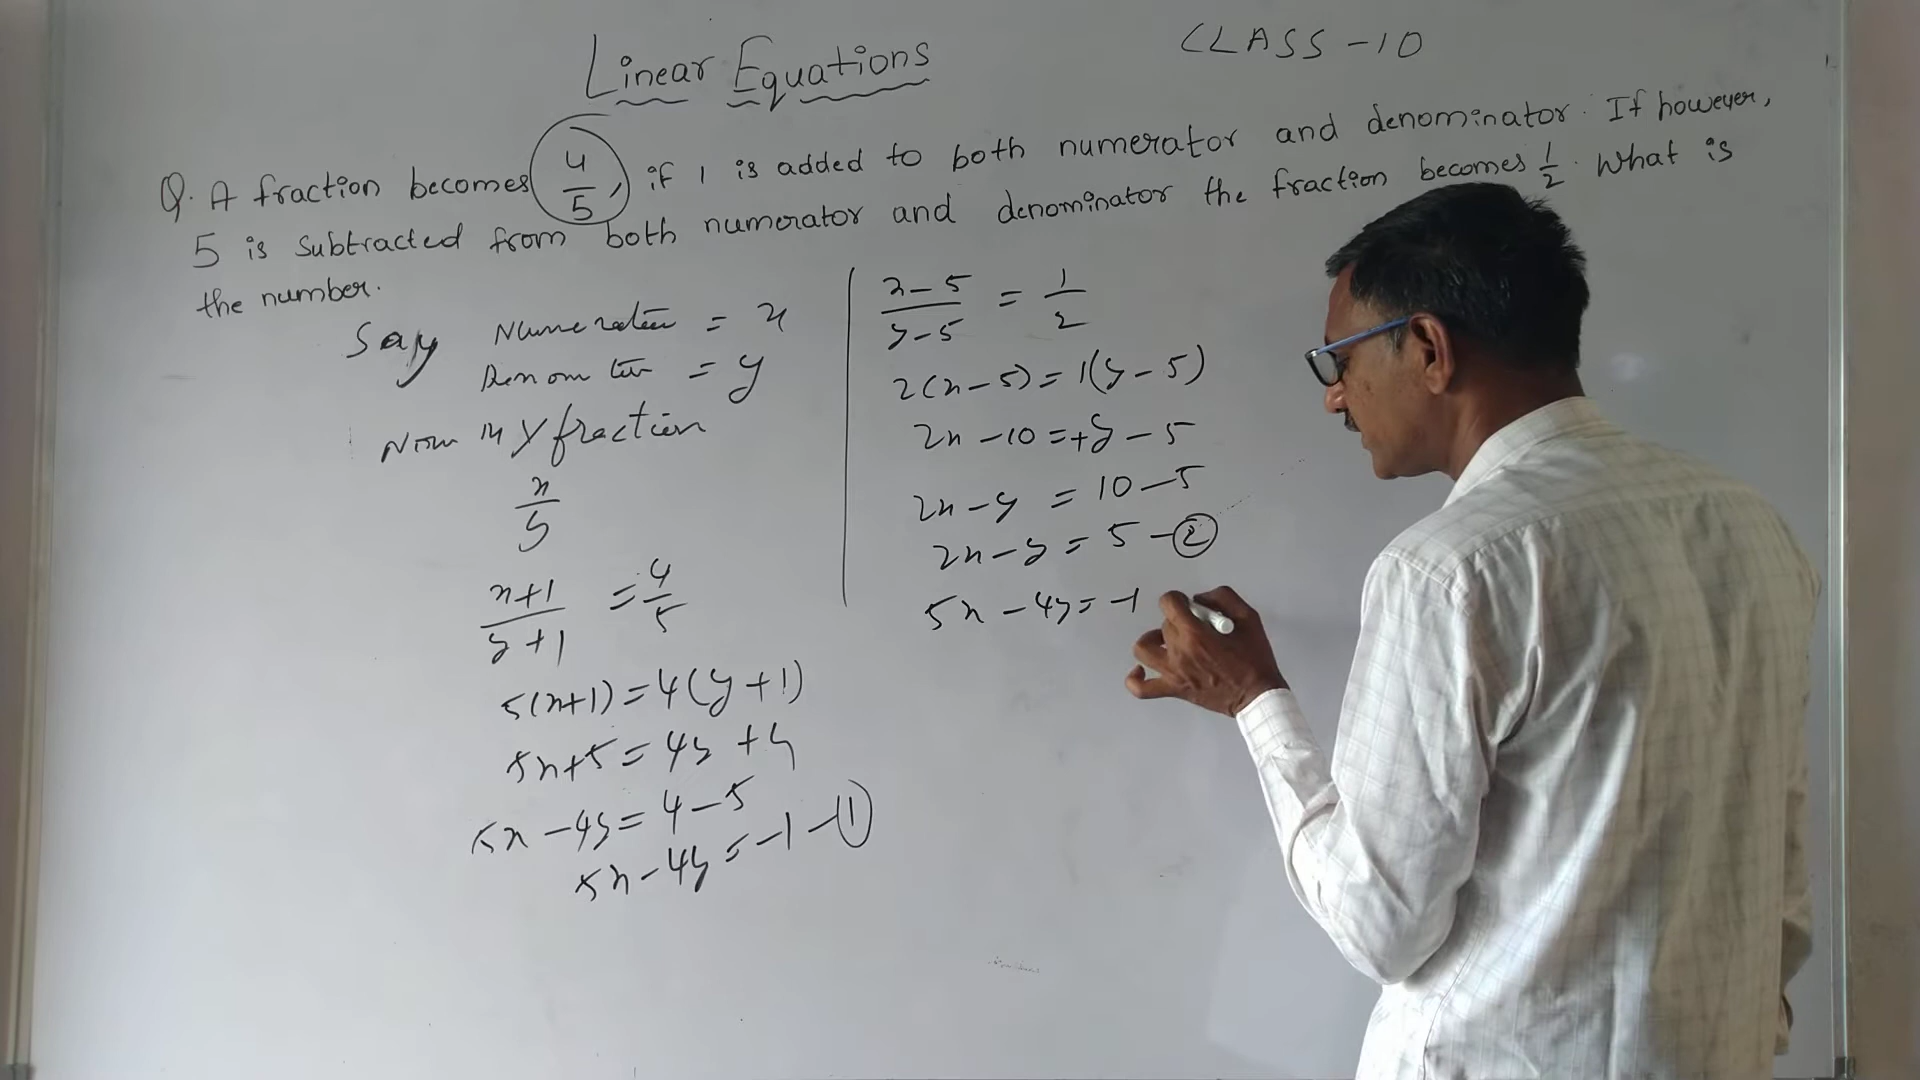 Linear Equations
CLASS-10
Q. A fraction becomes 4/5, if 1 is added to both numerator and denominator. If however,
5 is subtracted from both numerator and denominator the fraction becomes 1/2. What is
the number.
Say Numerator = x
= y
Now my fraction
x/y
x+1/y+1 = 4/5
5(x+1) = 4(y+1)
5x+5 = 4y+4
5x-4y = 4-5
5x-4y = -1 -①
x-5/y-5 = 1/2
2(x-5) = 1(y-5)
2x-10 = +y-5
2x-y = 10-5
2x-y = 5 -②
5x-4y = -1